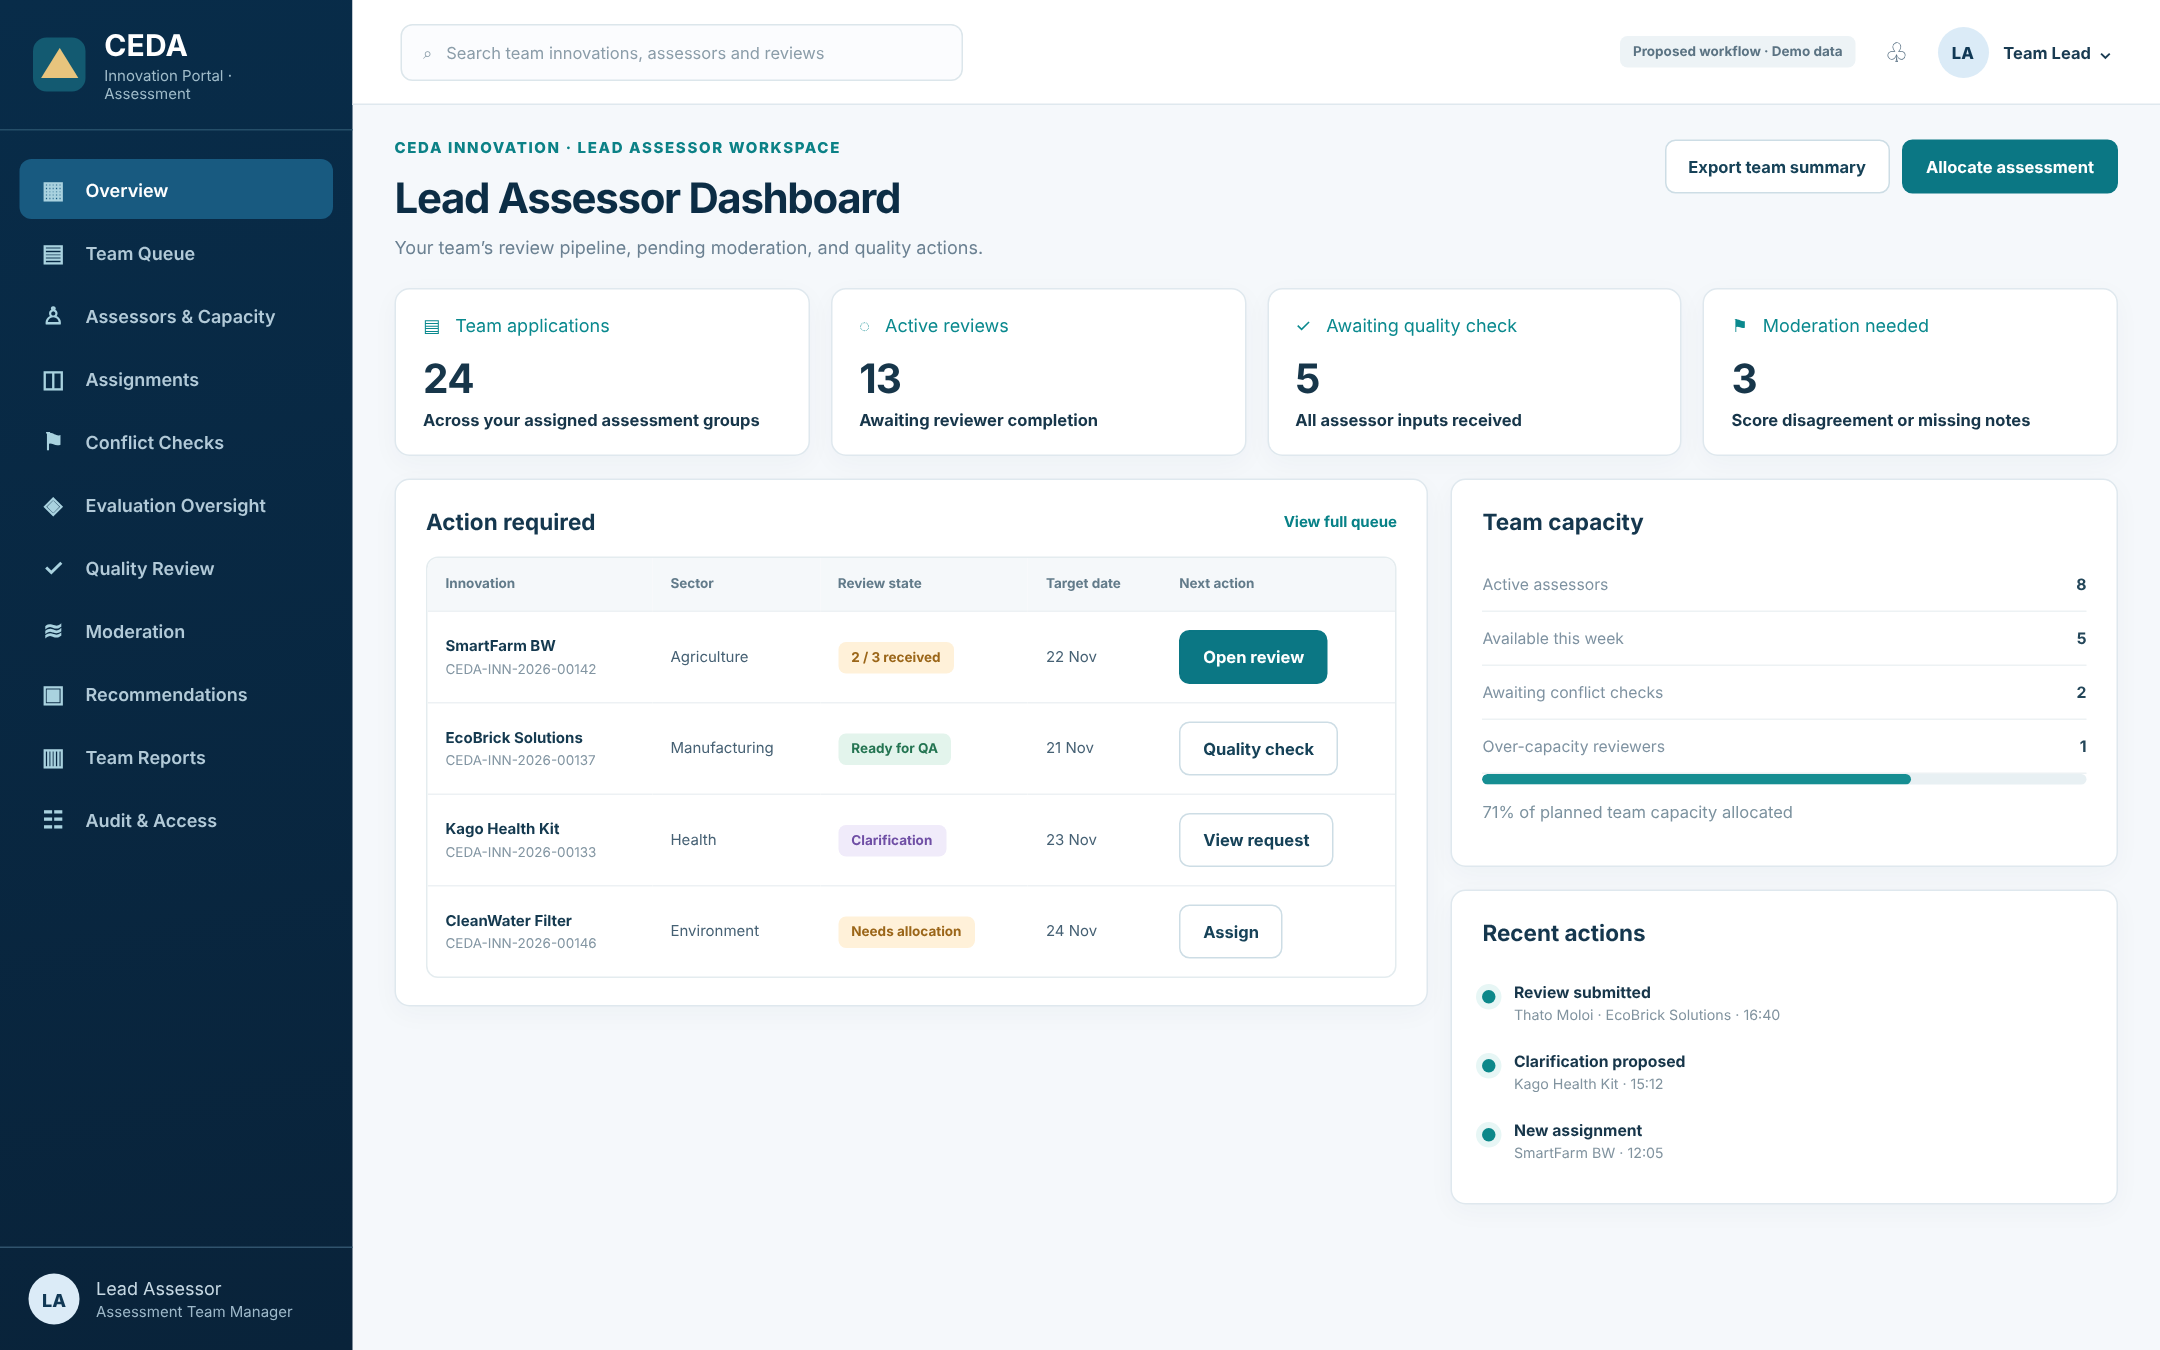 CEDA
Innovation Portal ·
Assessment
Overview
Team Queue
Assessors & Capacity
Assignments
Conflict Checks
Evaluation Oversight
Quality Review
Moderation
Recommendations
Team Reports
Audit & Access
LA
Lead Assessor
Assessment Team Manager
Search team innovations, assessors and reviews
Proposed workflow · Demo data
LA
Team Lead
CEDA INNOVATION · LEAD ASSESSOR WORKSPACE
Lead Assessor Dashboard
Your team’s review pipeline, pending moderation, and quality actions.
Export team summary
Allocate assessment
Team applications
24
Across your assigned assessment groups
Active reviews
13
Awaiting reviewer completion
Awaiting quality check
5
All assessor inputs received
Moderation needed
3
Score disagreement or missing notes
Action required
View full queue
Innovation Sector Review state Target date Next action
SmartFarm BW
CEDA-INN-2026-00142
Agriculture
2 / 3 received
22 Nov
Open review
EcoBrick Solutions
CEDA-INN-2026-00137
Manufacturing
Ready for QA
21 Nov
Quality check
Kago Health Kit
CEDA-INN-2026-00133
Health
Clarification
23 Nov
View request
CleanWater Filter
CEDA-INN-2026-00146
Environment
Needs allocation
24 Nov
Assign
Team capacity
Active assessors 8
Available this week 5
Awaiting conflict checks 2
Over-capacity reviewers 1
71% of planned team capacity allocated
Recent actions
Review submitted
Thato Moloi · EcoBrick Solutions · 16:40
Clarification proposed
Kago Health Kit · 15:12
New assignment
SmartFarm BW · 12:05